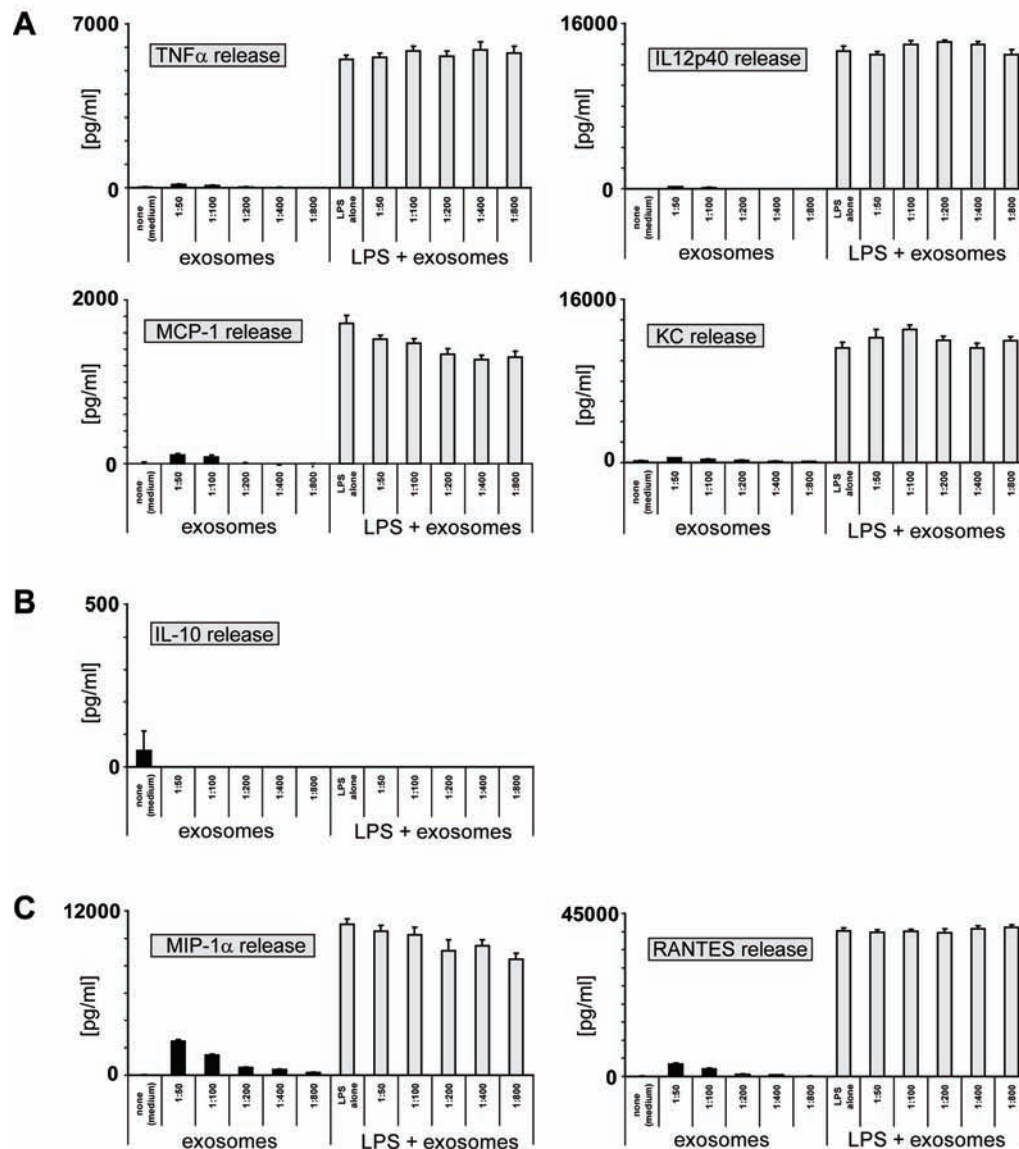 A
7000
TNFα release
[pg/ml]
0
none (medium)
1:50
1:100
1:200
1:400
1:800
LPS alone
1:50
1:100
1:200
1:400
1:800
exosomes
LPS + exosomes
16000
IL12p40 release
[pg/ml]
0
none (medium)
1:50
1:100
1:200
1:400
1:800
LPS alone
1:50
1:100
1:200
1:400
1:800
exosomes
LPS + exosomes
2000
MCP-1 release
[pg/ml]
0
none (medium)
1:50
1:100
1:200
1:400
1:800
LPS alone
1:50
1:100
1:200
1:400
1:800
exosomes
LPS + exosomes
16000
KC release
[pg/ml]
0
none (medium)
1:50
1:100
1:200
1:400
1:800
LPS alone
1:50
1:100
1:200
1:400
1:800
exosomes
LPS + exosomes
B
500
IL-10 release
[pg/ml]
0
none (medium)
1:50
1:100
1:200
1:400
1:800
LPS alone
1:50
1:100
1:200
1:400
1:800
exosomes
LPS + exosomes
C
12000
MIP-1α release
[pg/ml]
0
none (medium)
1:50
1:100
1:200
1:400
1:800
LPS alone
1:50
1:100
1:200
1:400
1:800
exosomes
LPS + exosomes
45000
RANTES release
[pg/ml]
0
none (medium)
1:50
1:100
1:200
1:400
1:800
LPS alone
1:50
1:100
1:200
1:400
1:800
exosomes
LPS + exosomes